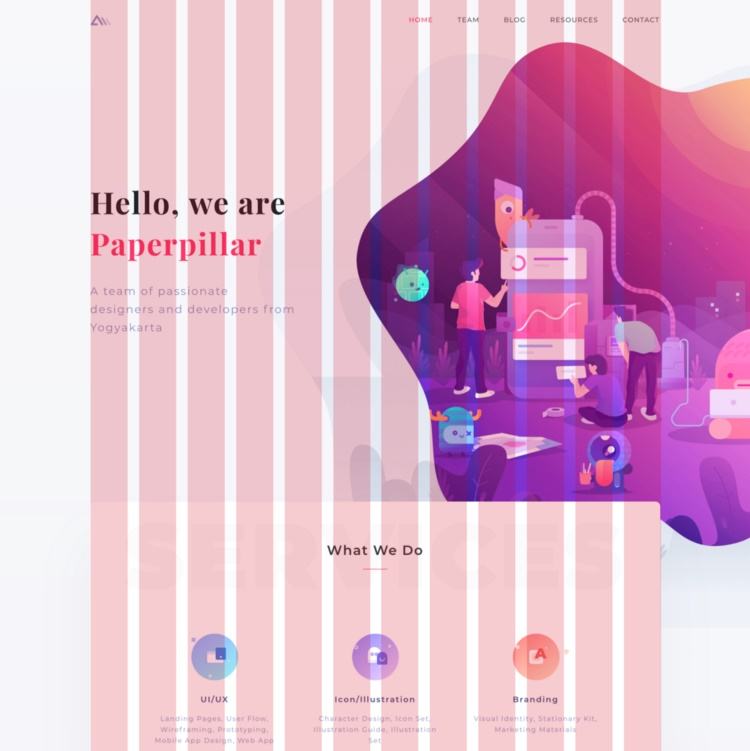 HOME TEAM BLOG RESOURCES CONTACT
Hello, we are
Paperpillar
A team of passionate
designers and developers from
Yogyakarta
SERVICES
What We Do
UI/UX
Landing Pages, User Flow,
Wireframing, Prototyping,
Mobile App Design, Web App
Icon/Illustration
Character Design, Icon Set,
Illustration Guide, Illustration
Set
Branding
A
Visual Identity, Stationary Kit,
Marketing Materials